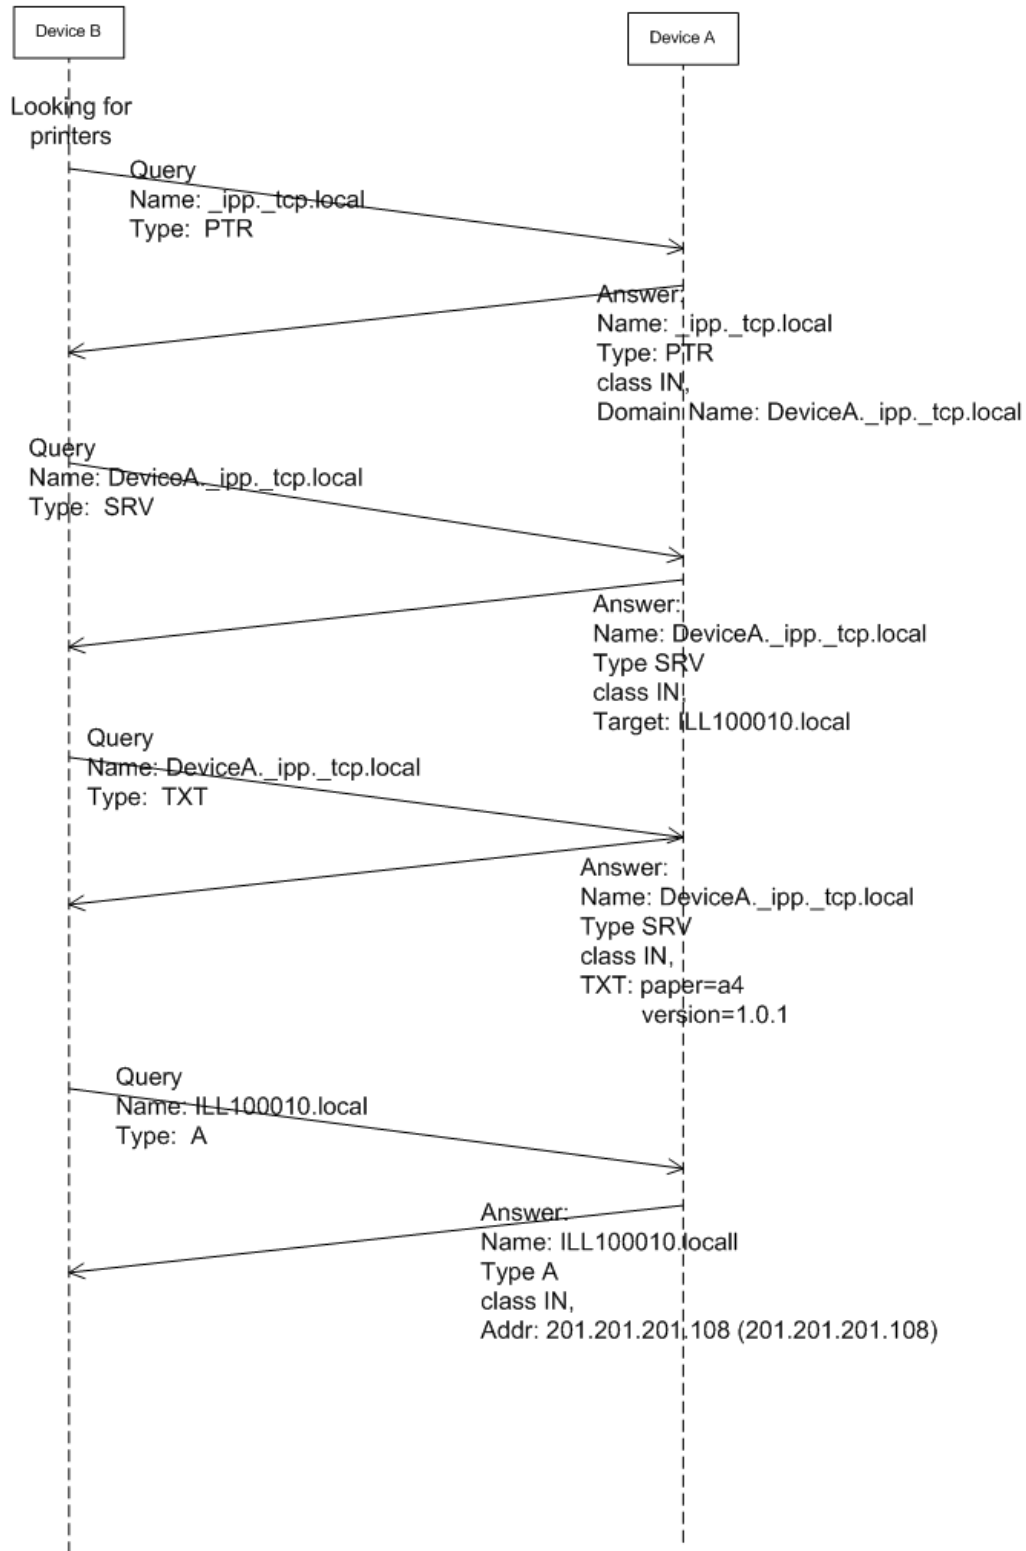 Device B
Device A
Looking for
printers
Query
Name: _ipp._tcp.local
Type:  PTR
Answer:
Name: _ipp._tcp.local
Type: PTR
class IN,
Domain Name: DeviceA._ipp._tcp.local
Query
Name: DeviceA._ipp._tcp.local
Type:  SRV
Answer:
Name: DeviceA._ipp._tcp.local
Type SRV
class IN,
Target: ILL100010.local
Query
Name: DeviceA._ipp._tcp.local
Type:  TXT
Answer:
Name: DeviceA._ipp._tcp.local
Type SRV
class IN,
TXT: paper=a4
version=1.0.1
Query
Name: ILL100010.local
Type:  A
Answer:
Name: ILL100010.locall
Type A
class IN,
Addr: 201.201.201.108 (201.201.201.108)